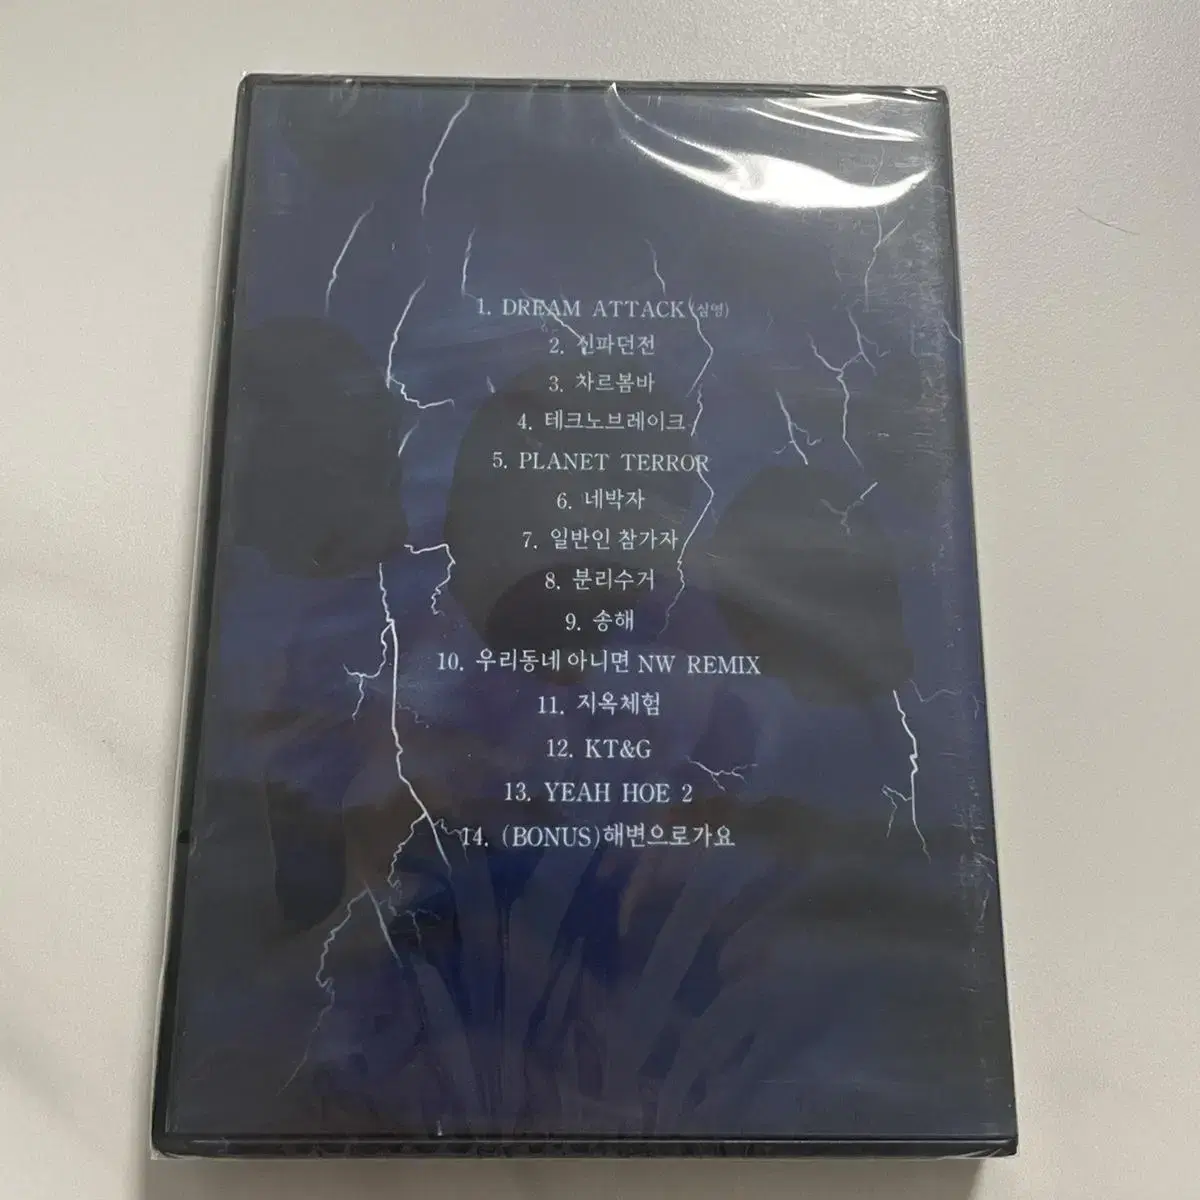 1. DREAM ATTACK(심영)
2. 신파던전
3. 차르봄바
4. 테크노브레이크
5. PLANET TERROR
6. 네박자
7. 일반인 참가자
8. 분리수거
9. 송해
10. 우리동네 아니면 NW REMIX
11. 지옥체험
12. KT&G
13. YEAH HOE 2
14. (BONUS)해변으로가요